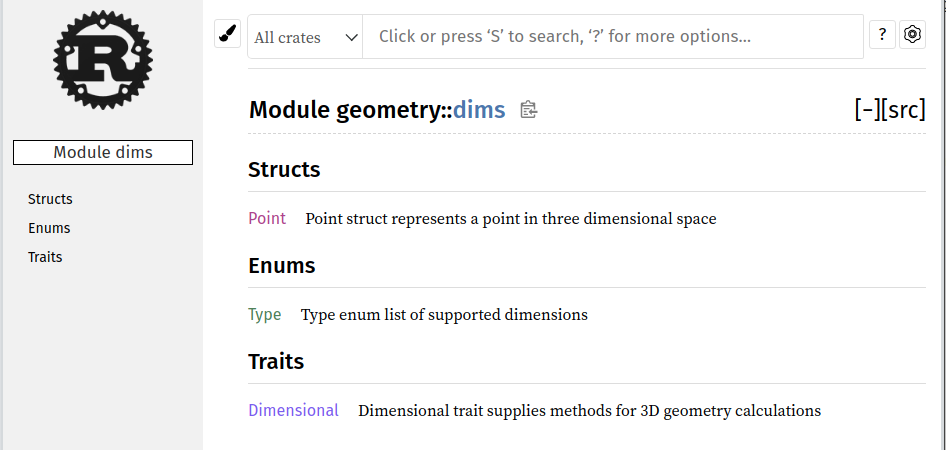 R
Module dims
Structs
Enums
Traits
All crates
Click or press ‘S’ to search, ‘?’ for more options…
?
Module geometry::dims
[-][src]
Structs
Point Point struct represents a point in three dimensional space
Enums
Type Type enum list of supported dimensions
Traits
Dimensional Dimensional trait supplies methods for 3D geometry calculations